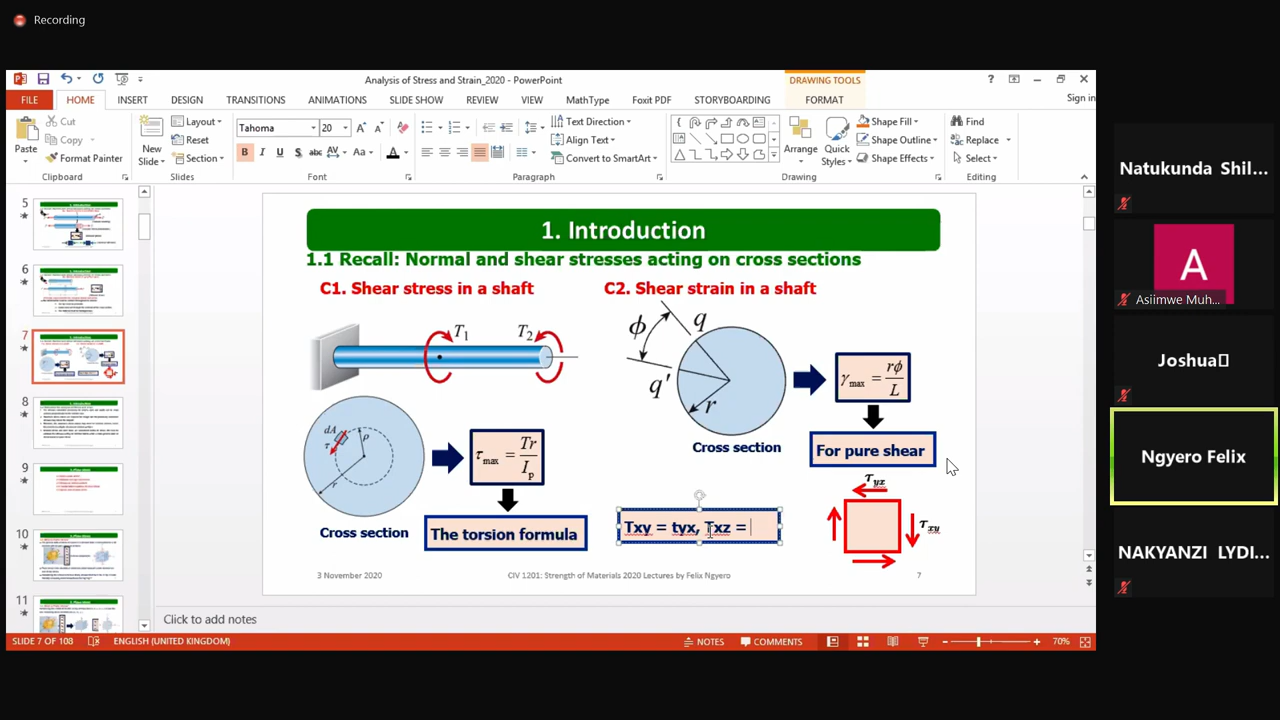 Recording
Analysis of Stress and Strain_2020 - PowerPoint
DRAWING TOOLS
FILE HOME INSERT DESIGN TRANSITIONS ANIMATIONS SLIDE SHOW REVIEW VIEW MathType Foxit PDF STORYBOARDING FORMAT
Sign in
Paste
Cut
Copy
Format Painter
Clipboard
New Slide
Layout
Reset
Section
Slides
Tahoma 20
Font
Text Direction
Align Text
Convert to SmartArt
Paragraph
Arrange
Quick Styles
Shape Fill
Shape Outline
Shape Effects
Drawing
Find
Replace
Select
Editing
5
6
7
8
9
10
11
1. Introduction
1.1 Recall: Normal and shear stresses acting on cross sections
C1. Shear stress in a shaft
T1 T2
dA
τ
ρ
Cross section
τmax = Tr / Ip
The torsion formula
C2. Shear strain in a shaft
ϕ q
q′
r
Cross section
γmax = rϕ / L
For pure shear
τyx
τxy
Txy = tyx, Txz =
3 November 2020
CIV 1201: Strength of Materials 2020 Lectures by Felix Ngyero
7
Click to add notes
SLIDE 7 OF 108 ENGLISH (UNITED KINGDOM) NOTES COMMENTS 70%
Natukunda Shil...
A
Asiimwe Muh...
Joshua
Ngyero Felix
NAKYANZI LYDI...